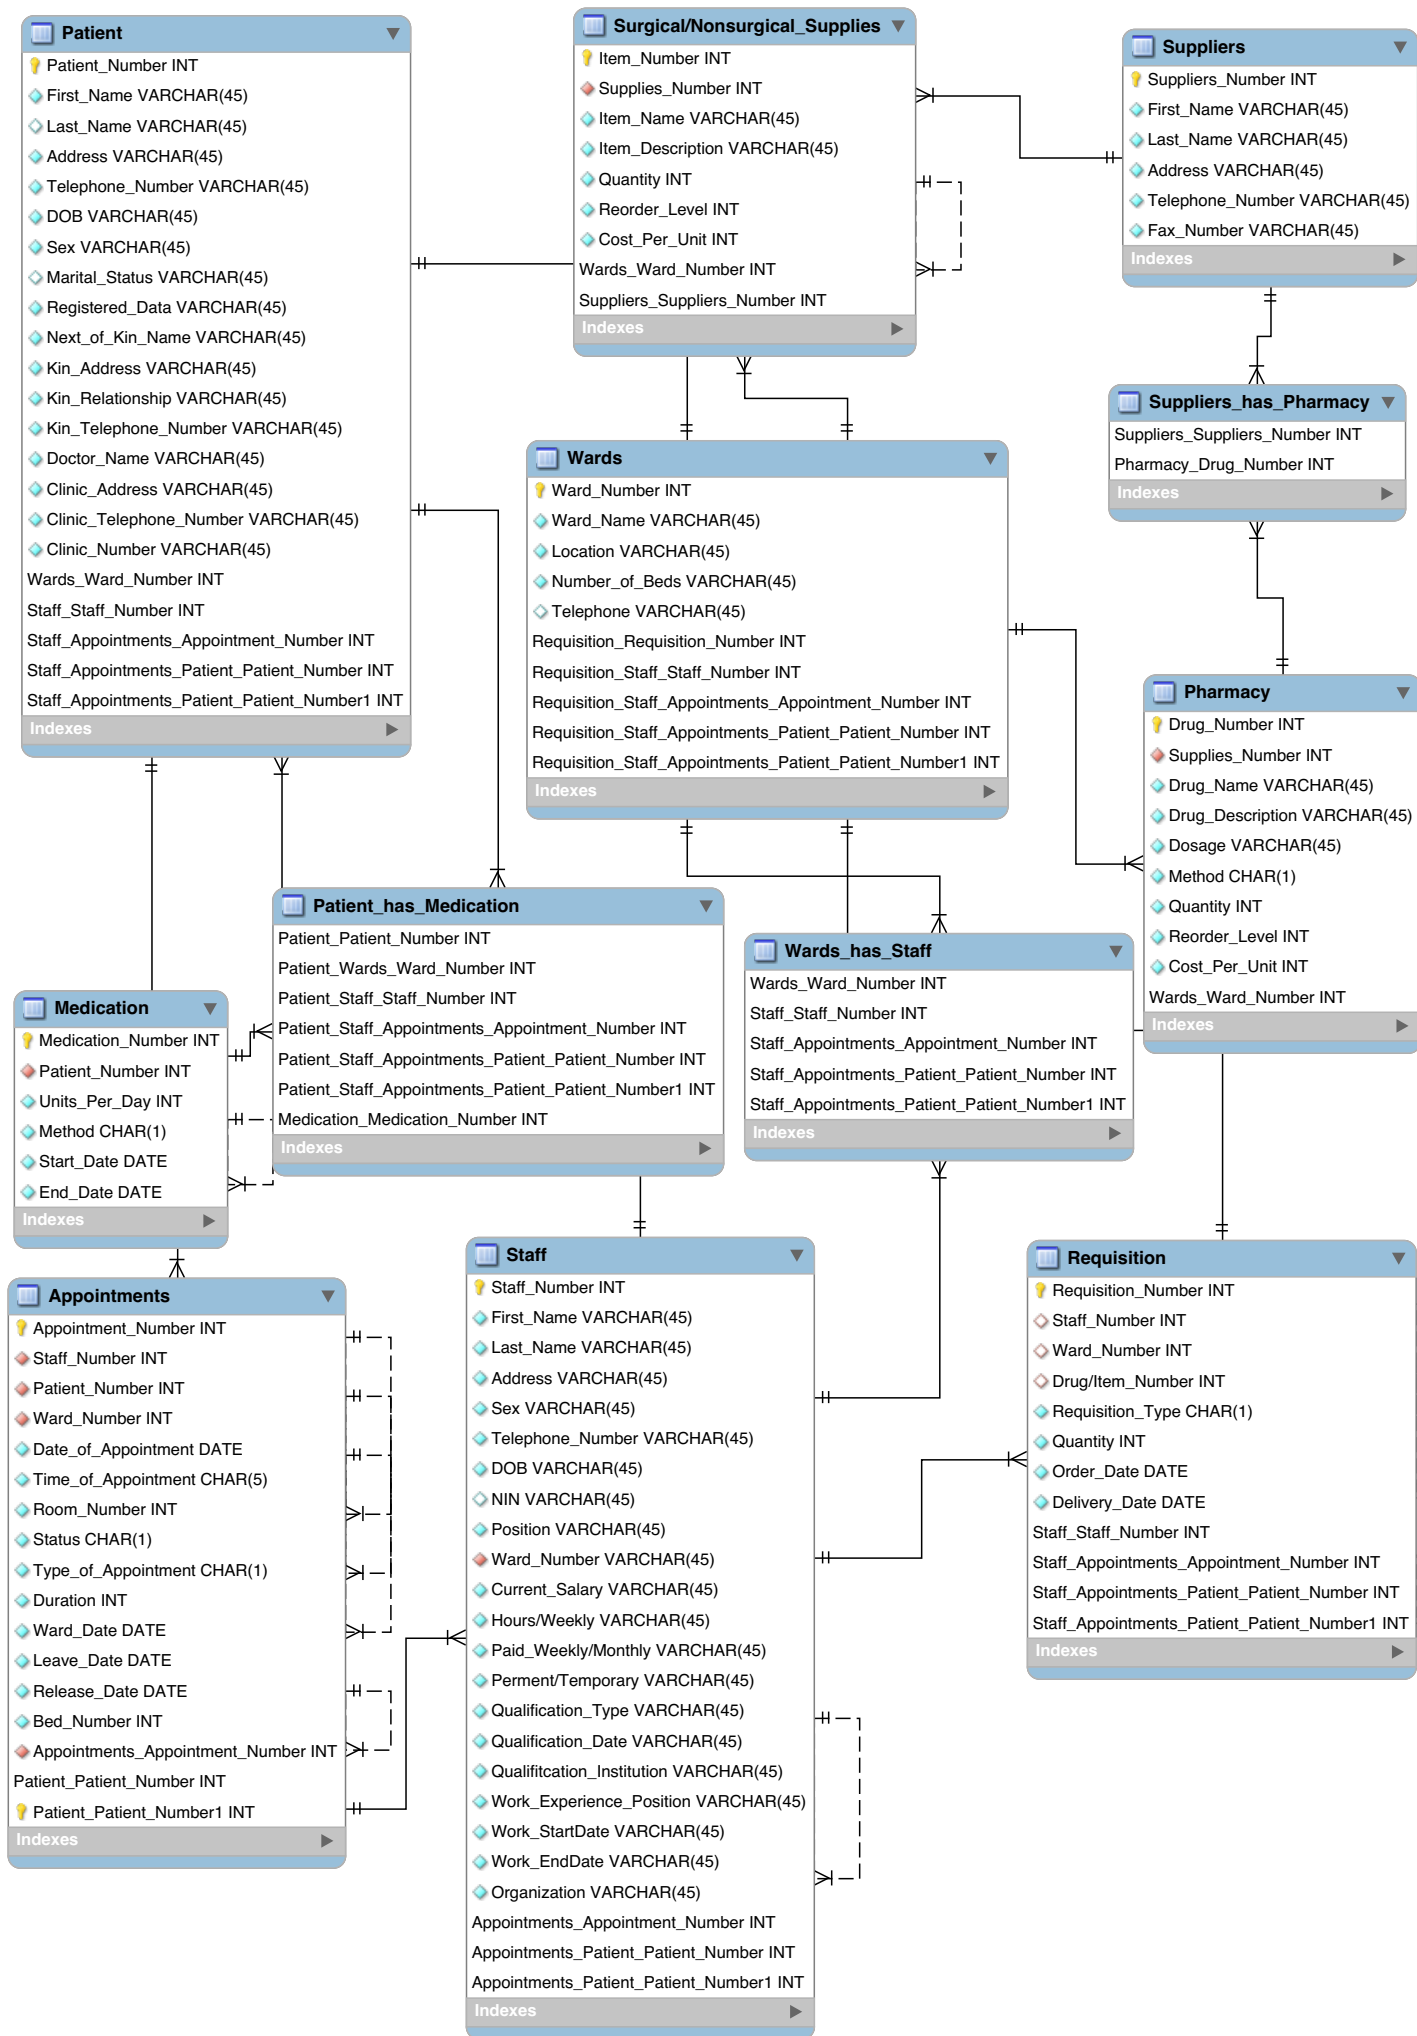 Patient
Patient_Number INT
First_Name VARCHAR(45)
Last_Name VARCHAR(45)
Address VARCHAR(45)
Telephone_Number VARCHAR(45)
DOB VARCHAR(45)
Sex VARCHAR(45)
Marital_Status VARCHAR(45)
Registered_Data VARCHAR(45)
Next_of_Kin_Name VARCHAR(45)
Kin_Address VARCHAR(45)
Kin_Relationship VARCHAR(45)
Kin_Telephone_Number VARCHAR(45)
Doctor_Name VARCHAR(45)
Clinic_Address VARCHAR(45)
Clinic_Telephone_Number VARCHAR(45)
Clinic_Number VARCHAR(45)
Wards_Ward_Number INT
Staff_Staff_Number INT
Staff_Appointments_Appointment_Number INT
Staff_Appointments_Patient_Patient_Number INT
Staff_Appointments_Patient_Patient_Number1 INT
Indexes
Surgical/Nonsurgical_Supplies
Item_Number INT
Supplies_Number INT
Item_Name VARCHAR(45)
Item_Description VARCHAR(45)
Quantity INT
Reorder_Level INT
Cost_Per_Unit INT
Wards_Ward_Number INT
Suppliers_Suppliers_Number INT
Indexes
Suppliers
Suppliers_Number INT
First_Name VARCHAR(45)
Last_Name VARCHAR(45)
Address VARCHAR(45)
Telephone_Number VARCHAR(45)
Fax_Number VARCHAR(45)
Indexes
Suppliers_has_Pharmacy
Suppliers_Suppliers_Number INT
Pharmacy_Drug_Number INT
Indexes
Wards
Ward_Number INT
Ward_Name VARCHAR(45)
Location VARCHAR(45)
Number_of_Beds VARCHAR(45)
Telephone VARCHAR(45)
Requisition_Requisition_Number INT
Requisition_Staff_Staff_Number INT
Requisition_Staff_Appointments_Appointment_Number INT
Requisition_Staff_Appointments_Patient_Patient_Number INT
Requisition_Staff_Appointments_Patient_Patient_Number1 INT
Indexes
Pharmacy
Drug_Number INT
Supplies_Number INT
Drug_Name VARCHAR(45)
Drug_Description VARCHAR(45)
Dosage VARCHAR(45)
Method CHAR(1)
Quantity INT
Reorder_Level INT
Cost_Per_Unit INT
Wards_Ward_Number INT
Indexes
Patient_has_Medication
Patient_Patient_Number INT
Patient_Wards_Ward_Number INT
Patient_Staff_Staff_Number INT
Patient_Staff_Appointments_Appointment_Number INT
Patient_Staff_Appointments_Patient_Patient_Number INT
Patient_Staff_Appointments_Patient_Patient_Number1 INT
Medication_Medication_Number INT
Indexes
Wards_has_Staff
Wards_Ward_Number INT
Staff_Staff_Number INT
Staff_Appointments_Appointment_Number INT
Staff_Appointments_Patient_Patient_Number INT
Staff_Appointments_Patient_Patient_Number1 INT
Indexes
Medication
Medication_Number INT
Patient_Number INT
Units_Per_Day INT
Method CHAR(1)
Start_Date DATE
End_Date DATE
Indexes
Appointments
Appointment_Number INT
Staff_Number INT
Patient_Number INT
Ward_Number INT
Date_of_Appointment DATE
Time_of_Appointment CHAR(5)
Room_Number INT
Status CHAR(1)
Type_of_Appointment CHAR(1)
Duration INT
Ward_Date DATE
Leave_Date DATE
Release_Date DATE
Bed_Number INT
Appointments_Appointment_Number INT
Patient_Patient_Number INT
Patient_Patient_Number1 INT
Indexes
Staff
Staff_Number INT
First_Name VARCHAR(45)
Last_Name VARCHAR(45)
Address VARCHAR(45)
Sex VARCHAR(45)
Telephone_Number VARCHAR(45)
DOB VARCHAR(45)
NIN VARCHAR(45)
Position VARCHAR(45)
Ward_Number VARCHAR(45)
Current_Salary VARCHAR(45)
Hours/Weekly VARCHAR(45)
Paid_Weekly/Monthly VARCHAR(45)
Perment/Temporary VARCHAR(45)
Qualification_Type VARCHAR(45)
Qualification_Date VARCHAR(45)
Qualifitcation_Institution VARCHAR(45)
Work_Experience_Position VARCHAR(45)
Work_StartDate VARCHAR(45)
Work_EndDate VARCHAR(45)
Organization VARCHAR(45)
Appointments_Appointment_Number INT
Appointments_Patient_Patient_Number INT
Appointments_Patient_Patient_Number1 INT
Indexes
Requisition
Requisition_Number INT
Staff_Number INT
Ward_Number INT
Drug/Item_Number INT
Requisition_Type CHAR(1)
Quantity INT
Order_Date DATE
Delivery_Date DATE
Staff_Staff_Number INT
Staff_Appointments_Appointment_Number INT
Staff_Appointments_Patient_Patient_Number INT
Staff_Appointments_Patient_Patient_Number1 INT
Indexes